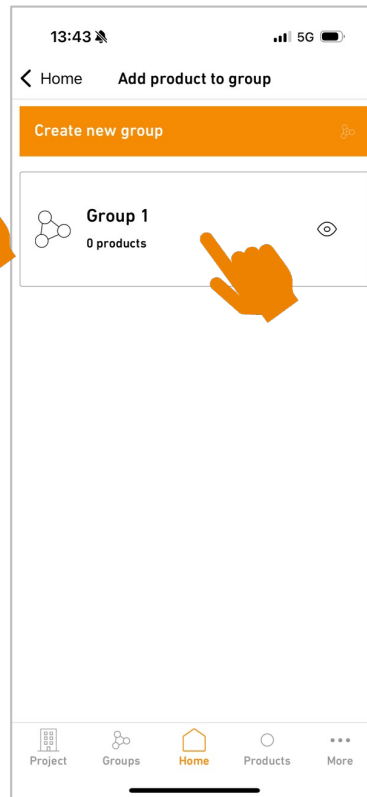 13:43 5G
Home Add product to group
Create new group
Group 1
0 products
Project Groups Home Products More